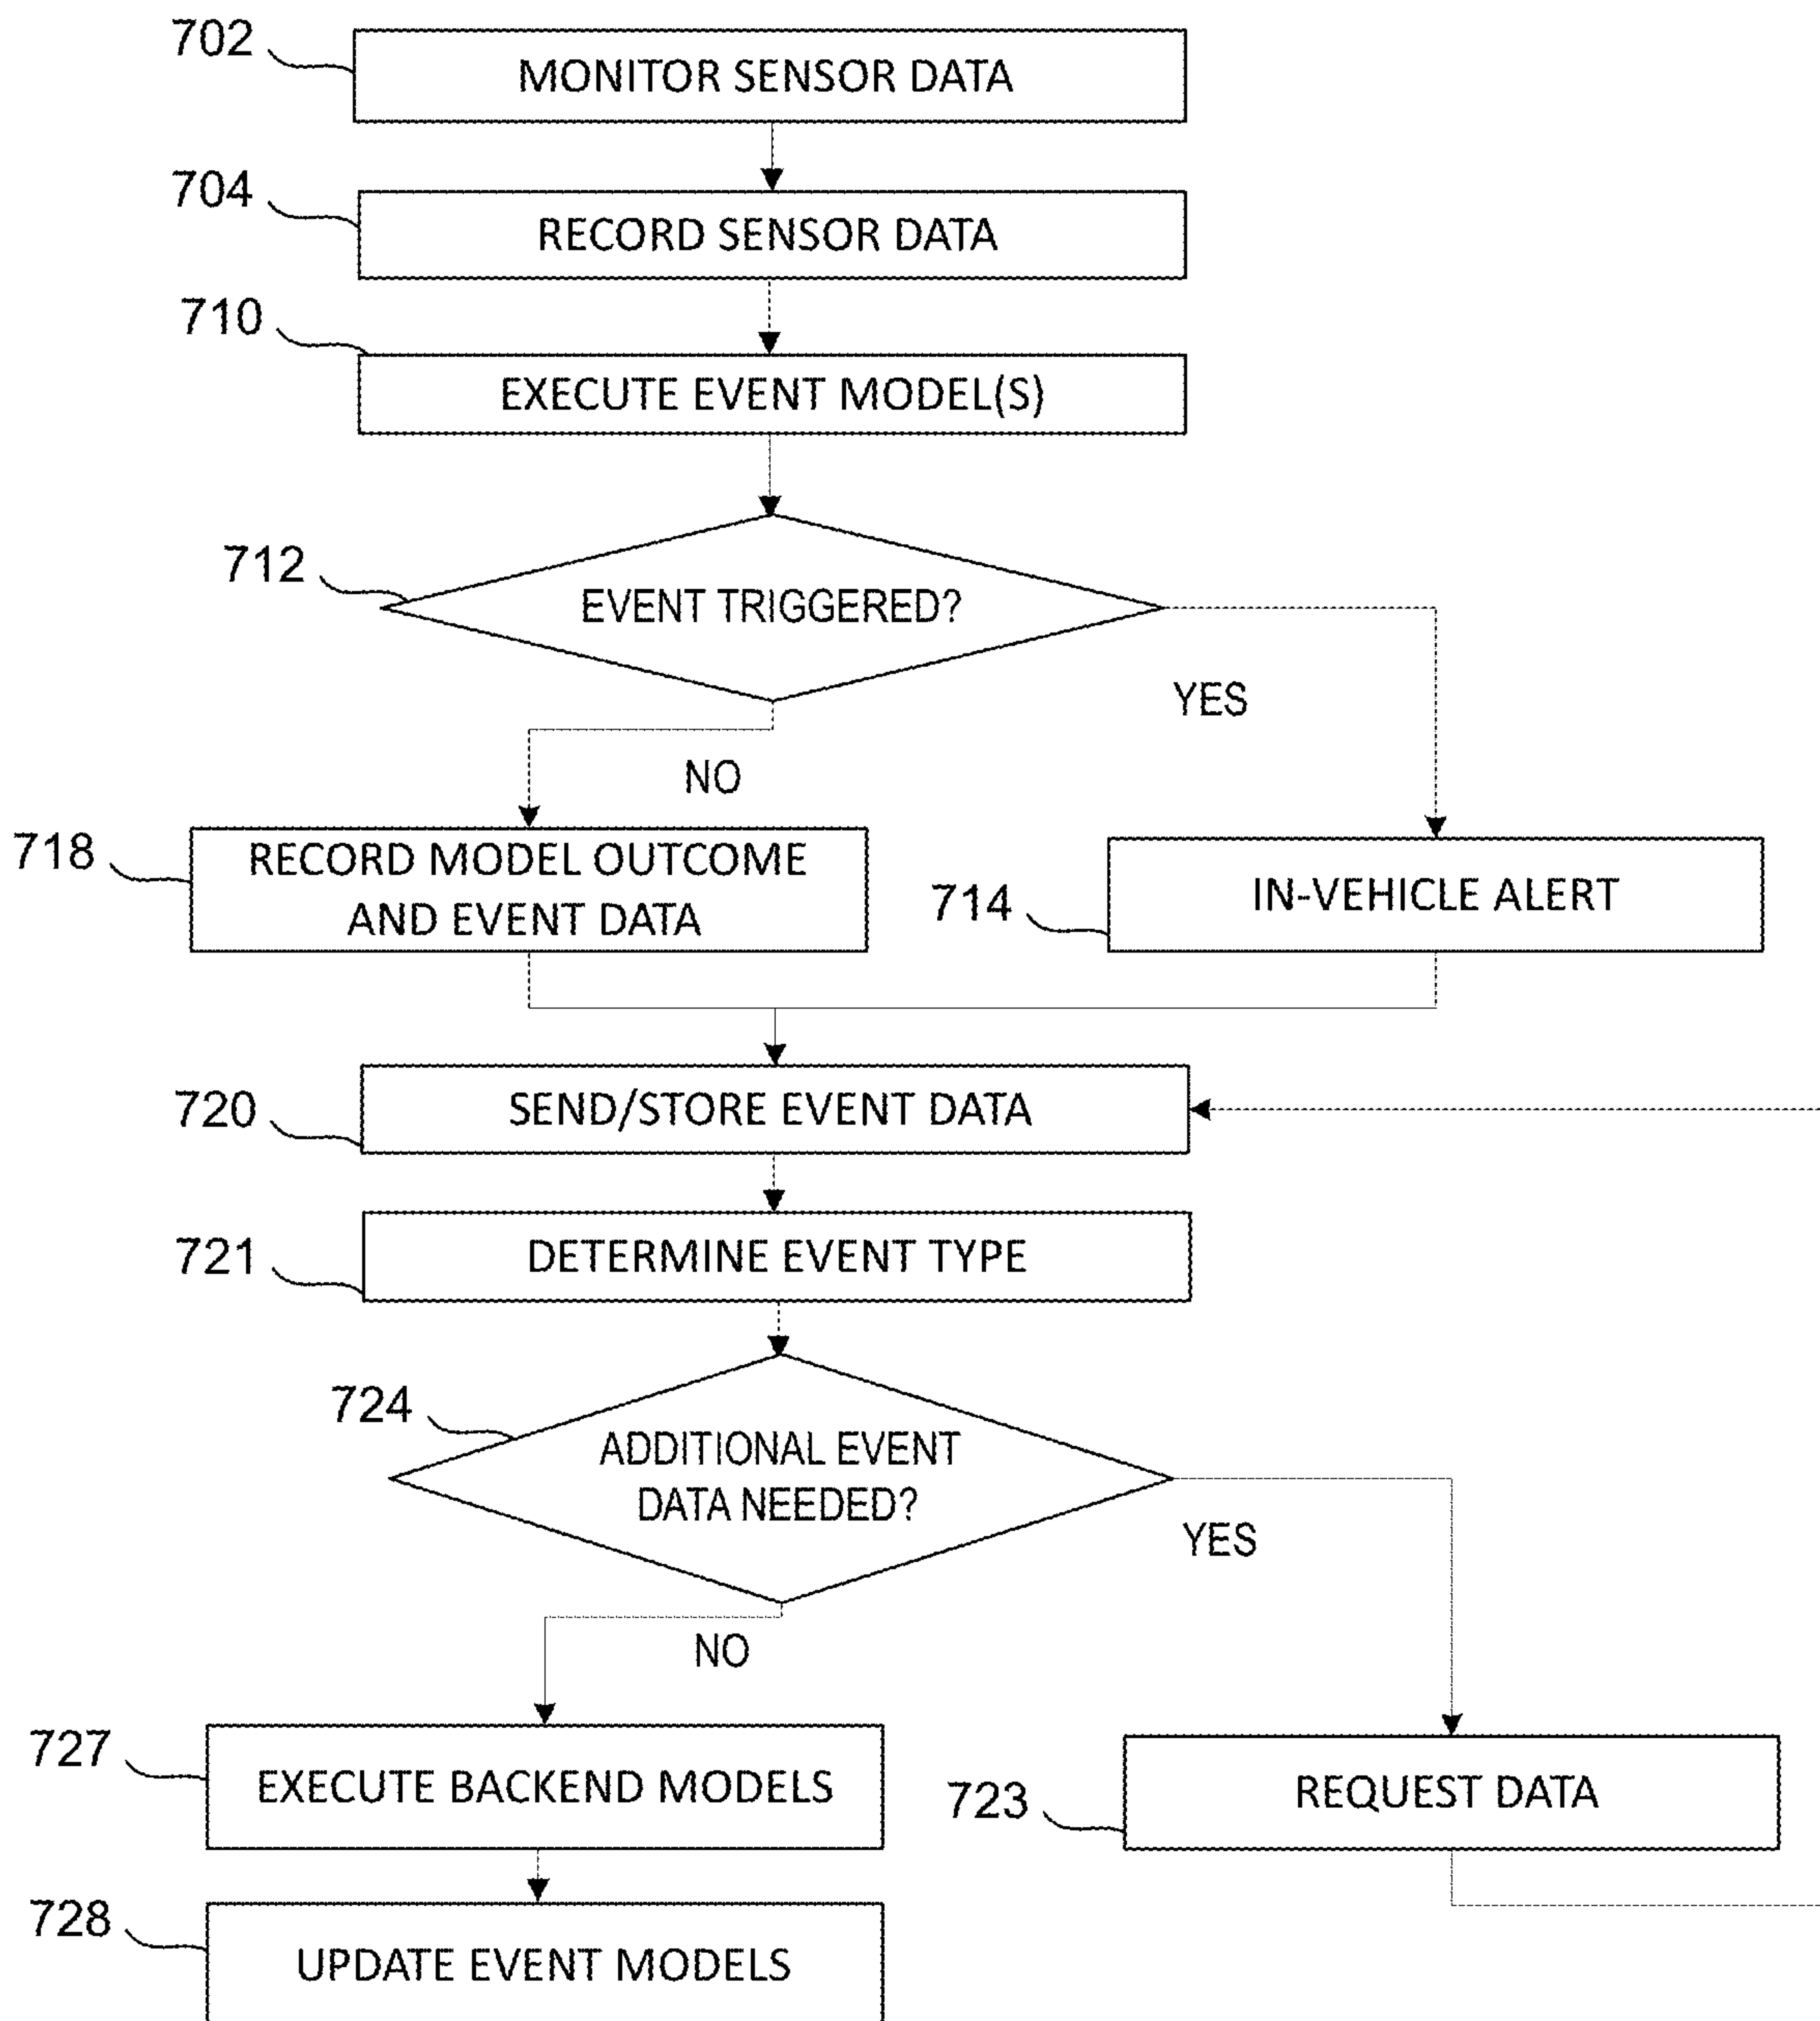 702
MONITOR SENSOR DATA
704
RECORD SENSOR DATA
710
EXECUTE EVENT MODEL(S)
712
EVENT TRIGGERED?
YES
NO
718
RECORD MODEL OUTCOME
AND EVENT DATA
714
IN-VEHICLE ALERT
720
SEND/STORE EVENT DATA
721
DETERMINE EVENT TYPE
724
ADDITIONAL EVENT
DATA NEEDED?
YES
NO
727
EXECUTE BACKEND MODELS
723
REQUEST DATA
728
UPDATE EVENT MODELS